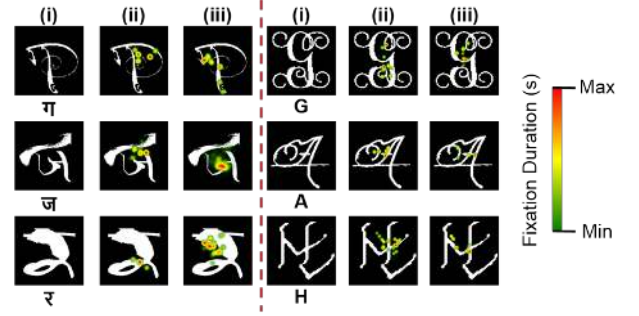 (i) (ii) (iii) (i) (ii) (iii)
ग G
ज A
र H
Fixation Duration (s)
Max
Min